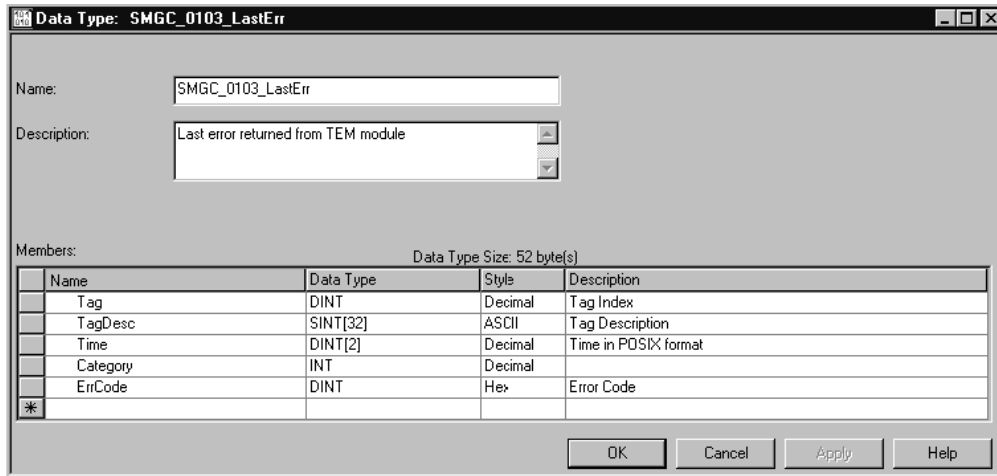 Data Type: SMGC_0103_LastErr
Name: SMGC_0103_LastErr
Description: Last error returned from TEM module
Members:
Data Type Size: 52 byte(s)
Name Data Type Style Description
Tag DINT Decimal Tag Index
TagDesc SINT[32] ASCII Tag Description
Time DINT[2] Decimal Time in POSIX format
Category INT Decimal
ErrCode DINT Hex Error Code
OK Cancel Apply Help